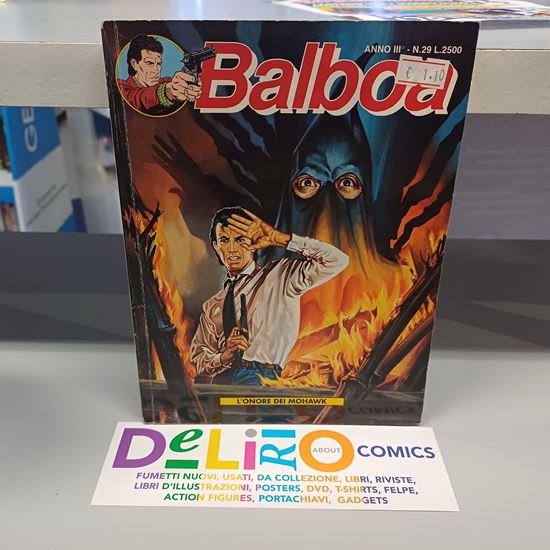 ANNO III° - N.29 L.2500
€ 1.10
Balboa
L'ONORE DEI MOHAWK
DeLiRiO ABOUT COMICS
FUMETTI NUOVI, USATI, DA COLLEZIONE, LIBRI, RIVISTE,
LIBRI D'ILLUSTRAZIONI, POSTERS, DVD, T-SHIRTS, FELPE,
ACTION FIGURES, PORTACHIAVI, GADGETS